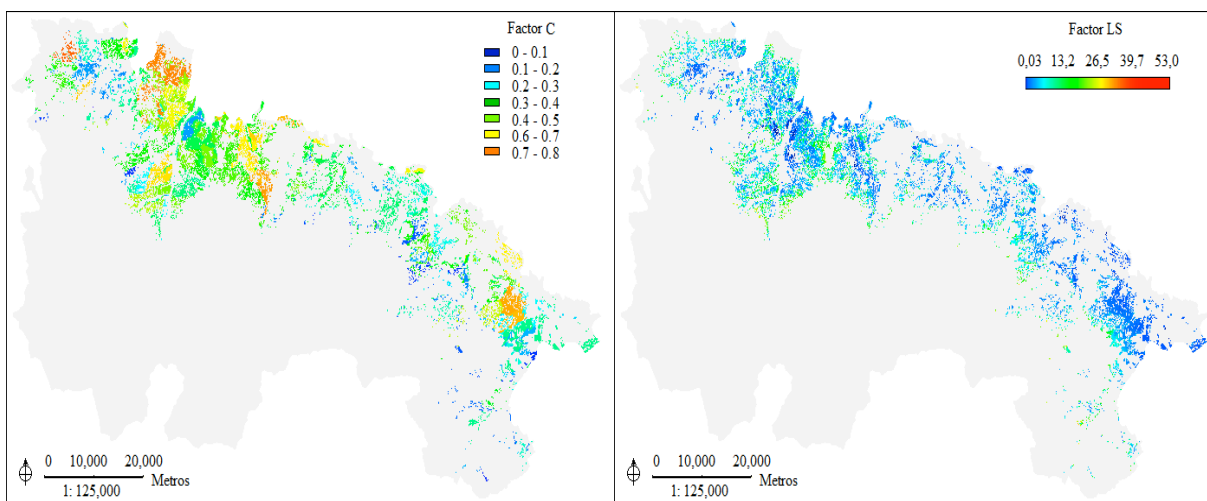 Factor C
0 - 0.1
0.1 - 0.2
0.2 - 0.3
0.3 - 0.4
0.4 - 0.5
0.6 - 0.7
0.7 - 0.8
0 10,000 20,000
Metros
1: 125,000
Factor LS
0,03 13,2 26,5 39,7 53,0
0 10,000 20,000
Metros
1: 125,000